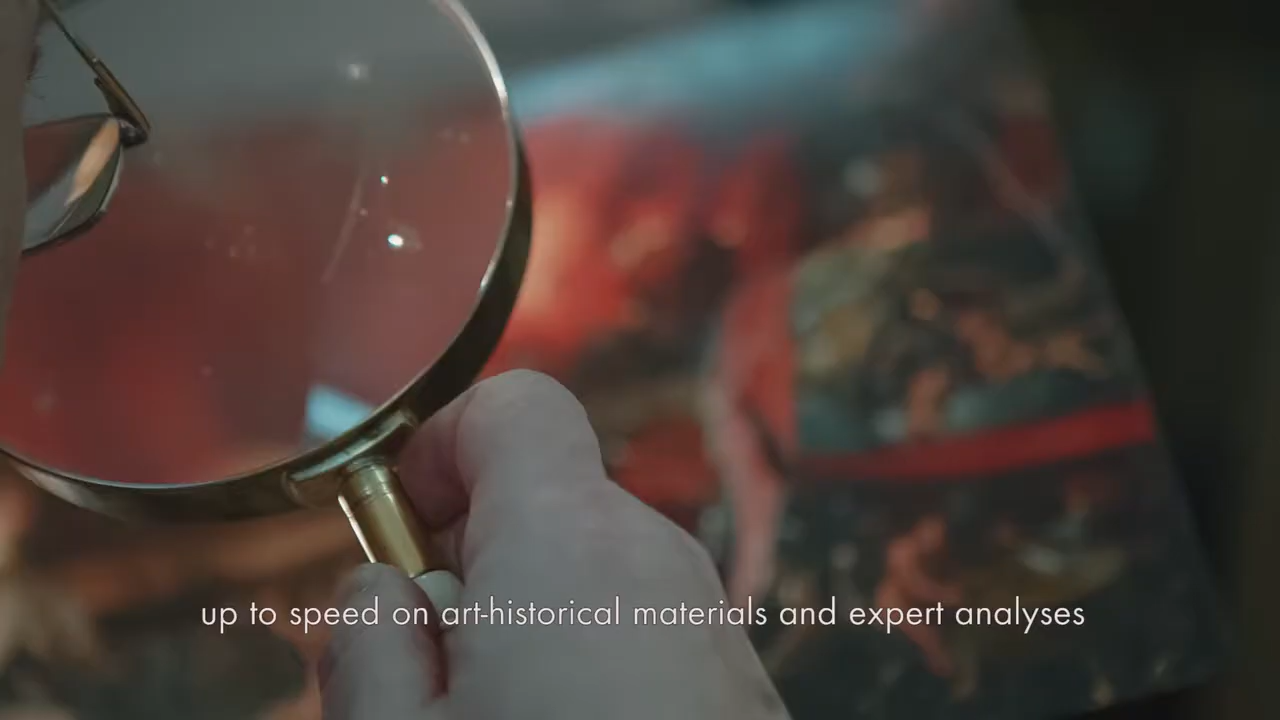 up to speed on art-historical materials and expert analyses